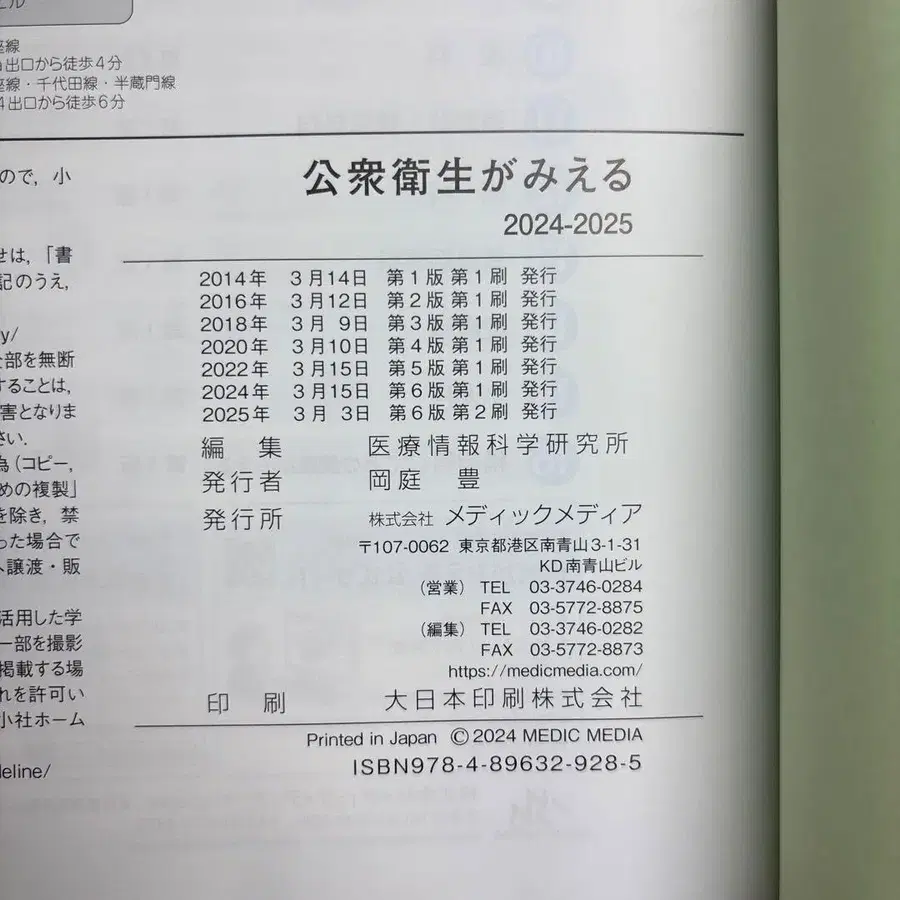 座線
出口から徒歩4分
座線・千代田線・半蔵門線
4出口から徒歩6分
ので，小
せは，「書
記のうえ，
y/
全部を無断
することは，
害となりま
さい．
為（コピー，
めの複製」
を除き，禁
った場合で
へ譲渡・販
活用した学
一部を撮影
掲載する場
れを許可い
小社ホーム
eline/
公衆衛生がみえる
2024-2025
2014年 3月14日 第1版 第1刷 発行
2016年 3月12日 第2版 第1刷 発行
2018年 3月 9日 第3版 第1刷 発行
2020年 3月10日 第4版 第1刷 発行
2022年 3月15日 第5版 第1刷 発行
2024年 3月15日 第6版 第1刷 発行
2025年 3月 3日 第6版 第2刷 発行
編 集 医療情報科学研究所
発行者 岡庭 豊
発行所 株式会社 メディックメディア
〒107-0062 東京都港区南青山3-1-31
KD南青山ビル
（営業） TEL 03-3746-0284
FAX 03-5772-8875
（編集） TEL 03-3746-0282
FAX 03-5772-8873
https://medicmedia.com/
印 刷 大日本印刷株式会社
Printed in Japan ©2024 MEDIC MEDIA
ISBN978-4-89632-928-5